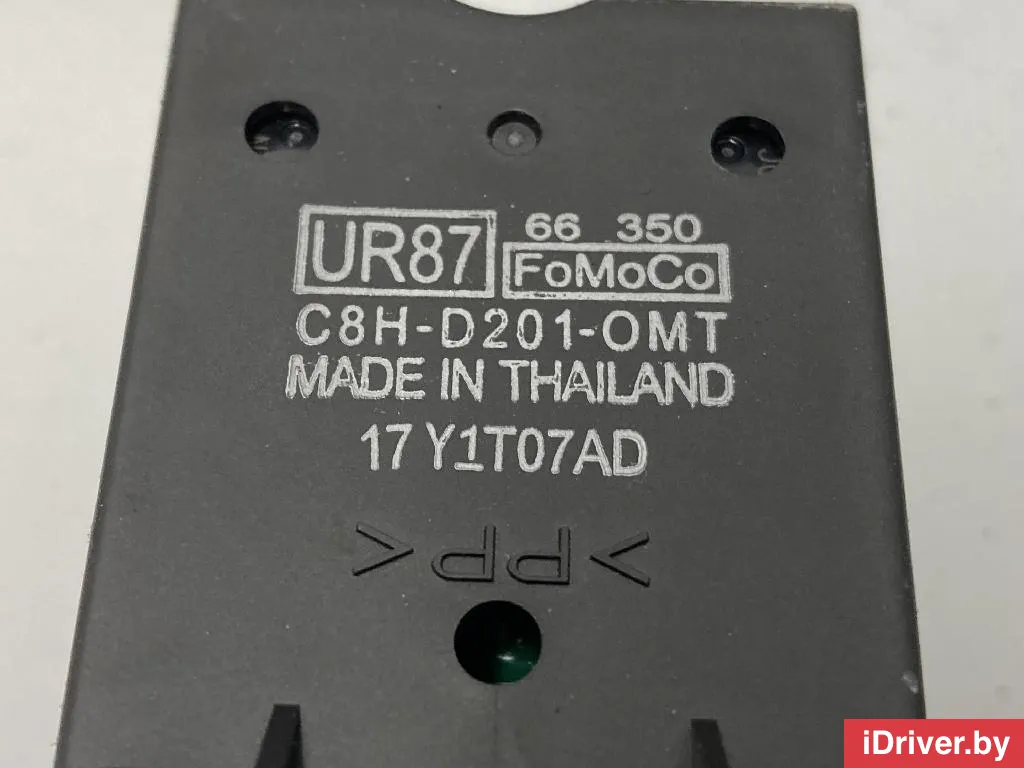 UR87
66 350
FoMoCo
C8H-D201-OMT
MADE IN THAILAND
17 Y1T07AD
>PP<
iDriver.by